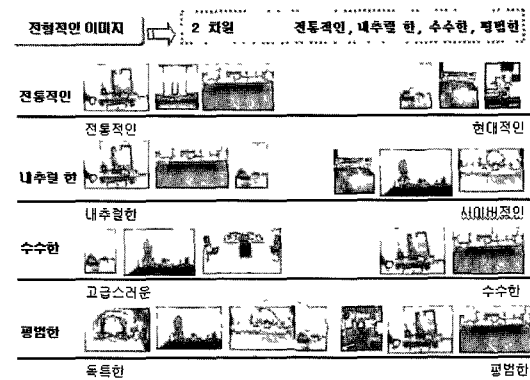 전형적인 이미지
2 차원 전통적인, 내추럴 한, 수수한, 평범한
전통적인
전통적인 현대적인
내추럴 한
내추럴한 사이버적인
수수한
고급스러운 수수한
평범한
독특한 평범한